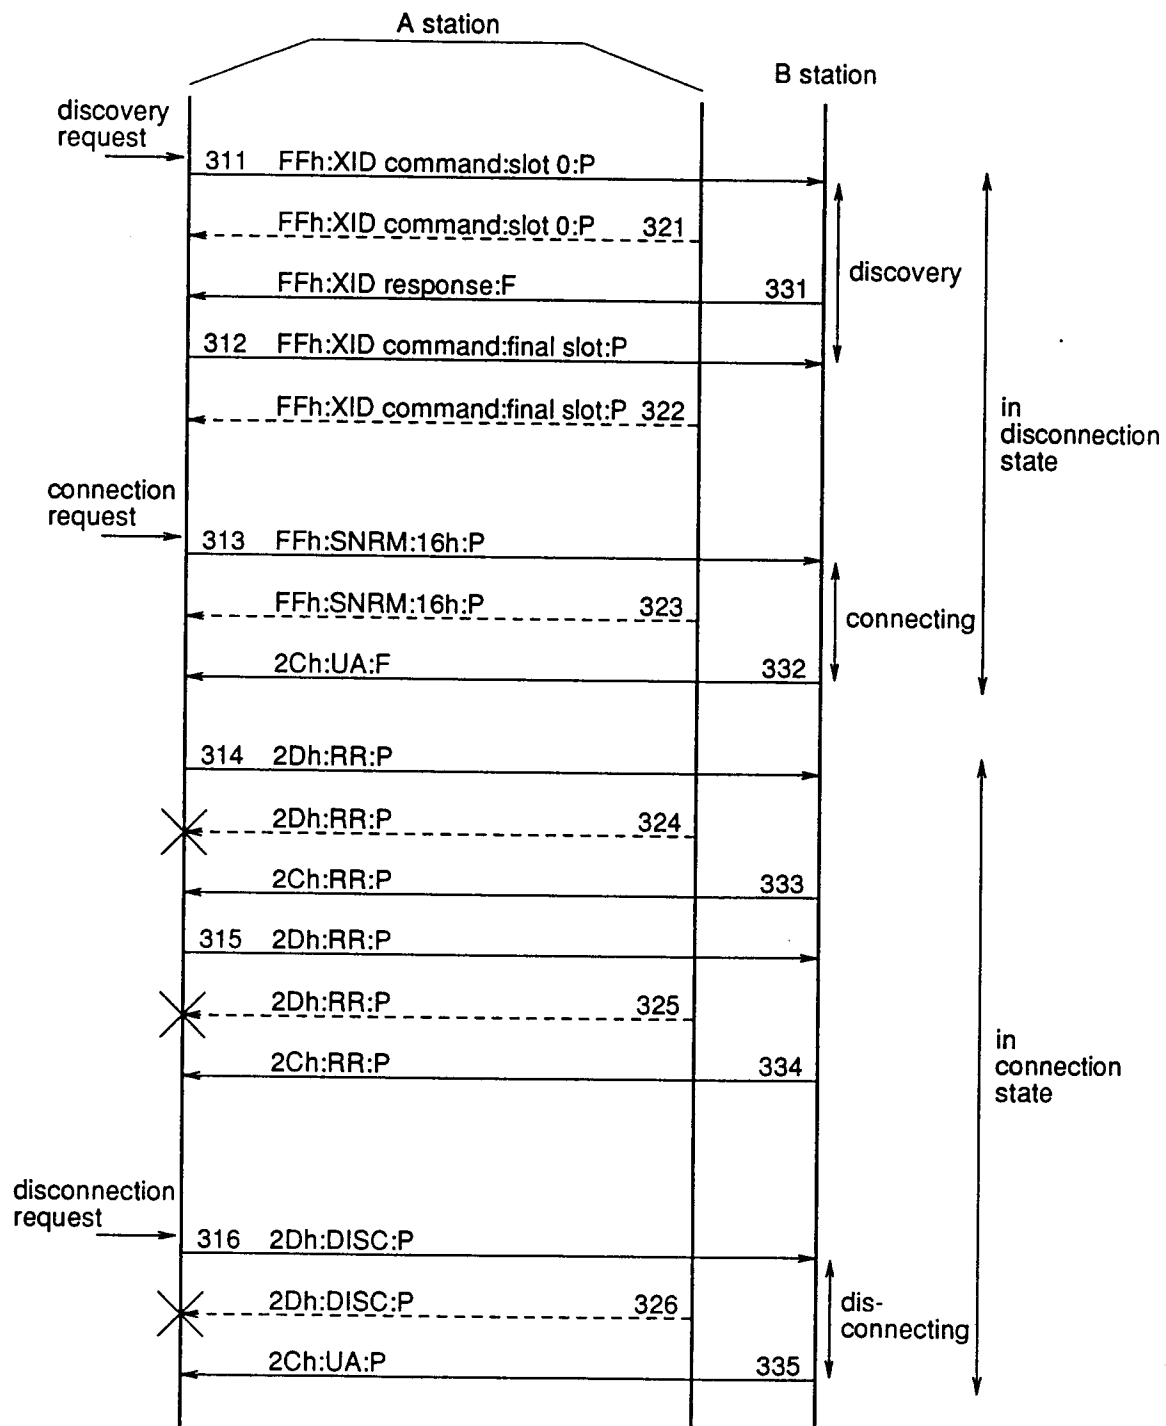 A station
B station
discovery
request
311 FFh:XID command:slot 0:P
FFh:XID command:slot 0:P 321
discovery
FFh:XID response:F 331
312 FFh:XID command:final slot:P
FFh:XID command:final slot:P 322
in
disconnection
state
connection
request
313 FFh:SNRM:16h:P
FFh:SNRM:16h:P 323
connecting
2Ch:UA:F 332
314 2Dh:RR:P
2Dh:RR:P 324
2Ch:RR:P 333
315 2Dh:RR:P
2Dh:RR:P 325
in
connection
state
2Ch:RR:P 334
disconnection
request
316 2Dh:DISC:P
2Dh:DISC:P 326
dis-
connecting
2Ch:UA:P 335